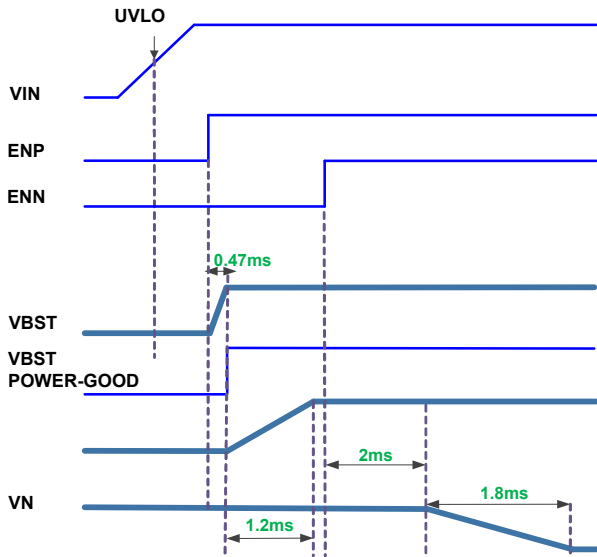 UVLO
VIN
ENP
ENN
0.47ms
VBST
VBST
POWER-GOOD
2ms
1.8ms
VN
1.2ms